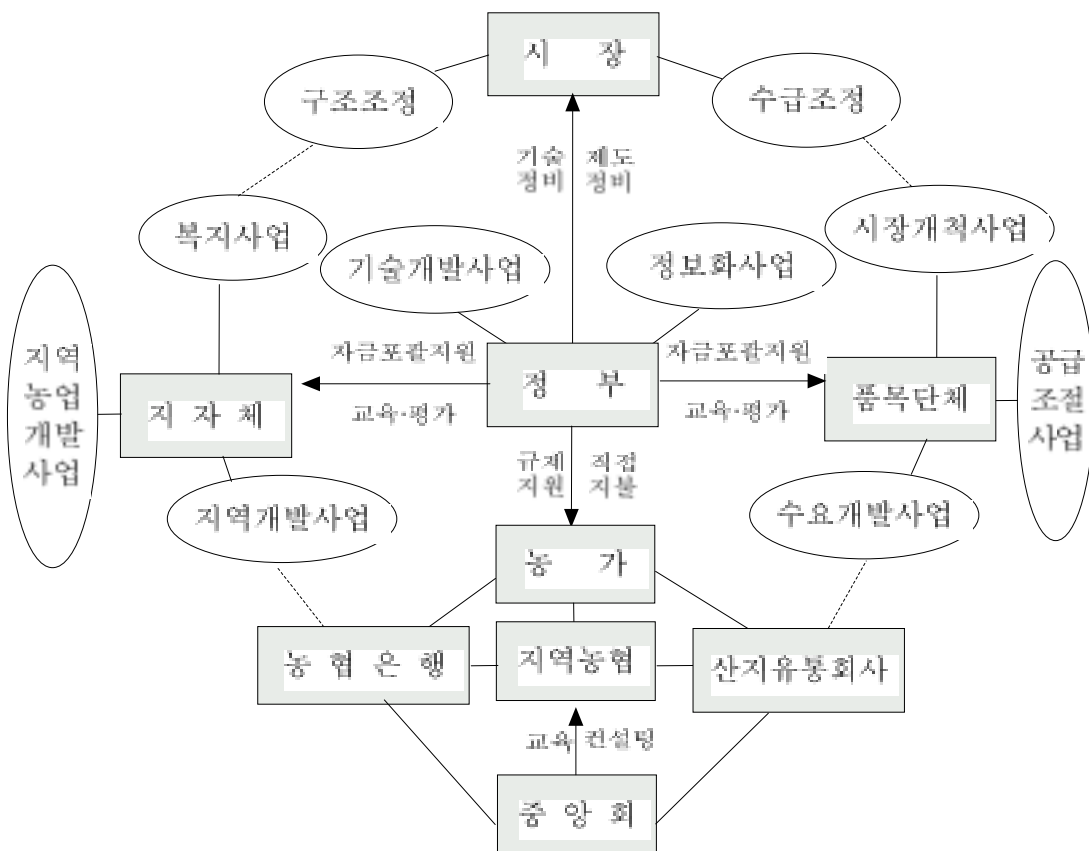 시 장
구조조정
수급조정
기술 제도
정비 정비
복지사업
시장개척사업
기술개발사업
정보화사업
지역
농업
개발
사업
자금포괄지원
정 부
자금포괄지원
공급
조절
사업
지 자 체
품목단체
교육·평가
교육·평가
규제 직접
지원 지불
지역개발사업
수요개발사업
농 가
농 협 은 행
지역농협
산지유통회사
교육 컨설팅
중 앙 회